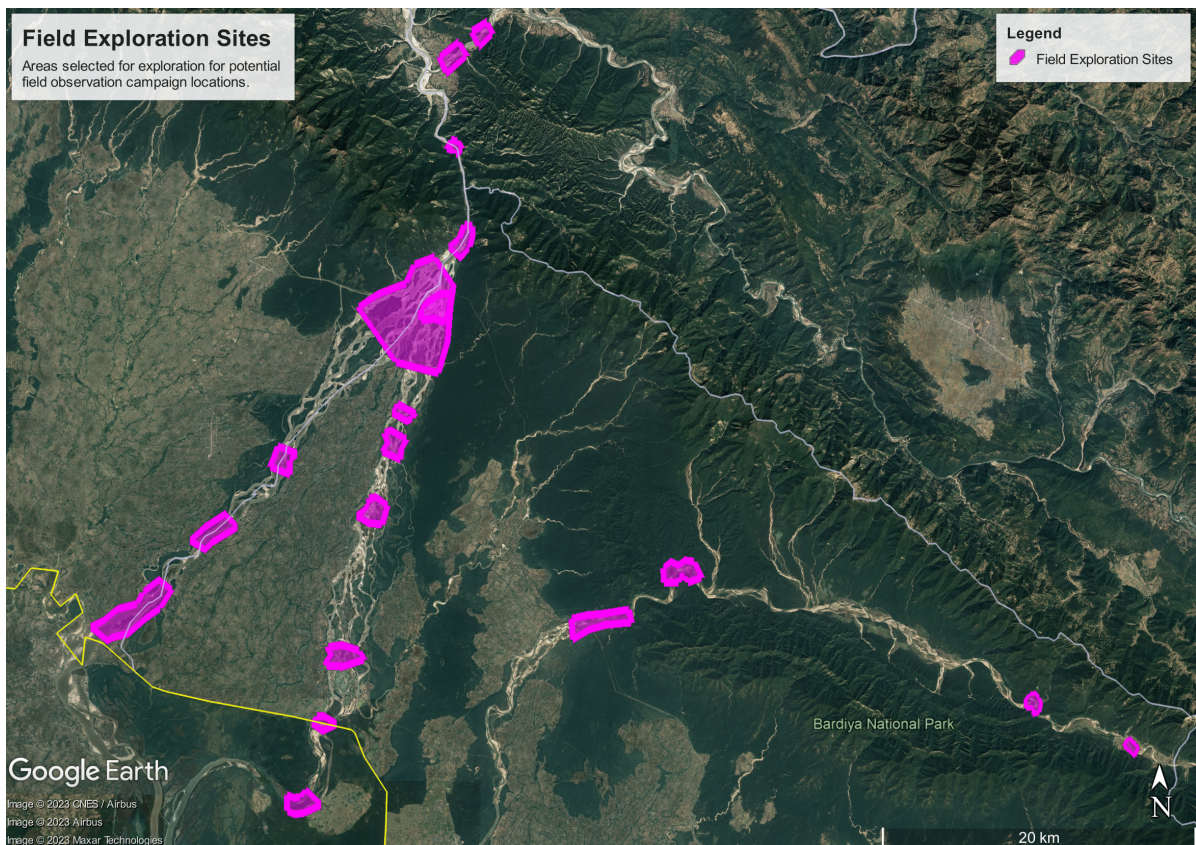 Field Exploration Sites
Areas selected for exploration for potential
field observation campaign locations.
Legend
Field Exploration Sites
Bardiya National Park
Google Earth
Image © 2023 CNES / Airbus
Image © 2023 Airbus
Image © 2023 Maxar Technologies
N
20 km